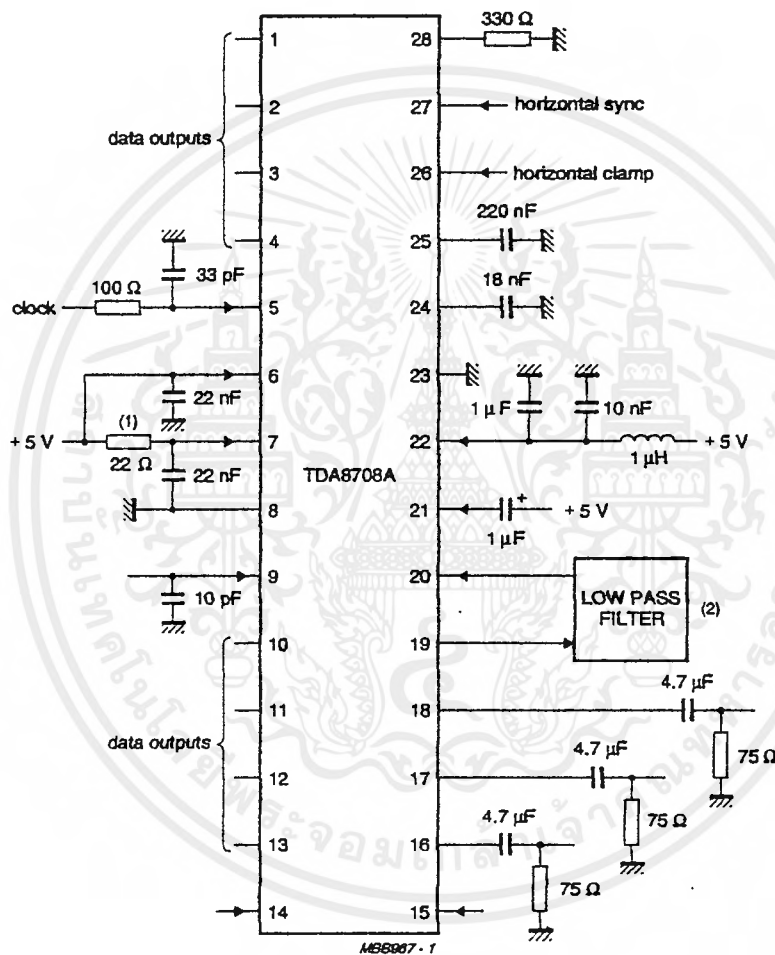 330 Ω
1
28
2
27
horizontal sync
data outputs
3
26
horizontal clamp
220 nF
4
25
33 pF
18 nF
100 Ω
clock
5
24
6
23
22 nF
1 µF
10 nF
(1)
+ 5 V
7
22
+ 5 V
22 Ω
1 µH
22 nF
TDA8708A
8
21
+
+ 5 V
1 µF
9
20
10 pF
LOW PASS
FILTER
(2)
10
19
4.7 µF
11
18
data outputs
4.7 µF
75 Ω
12
17
4.7 µF
75 Ω
13
16
75 Ω
14
15
MBB967 - 1